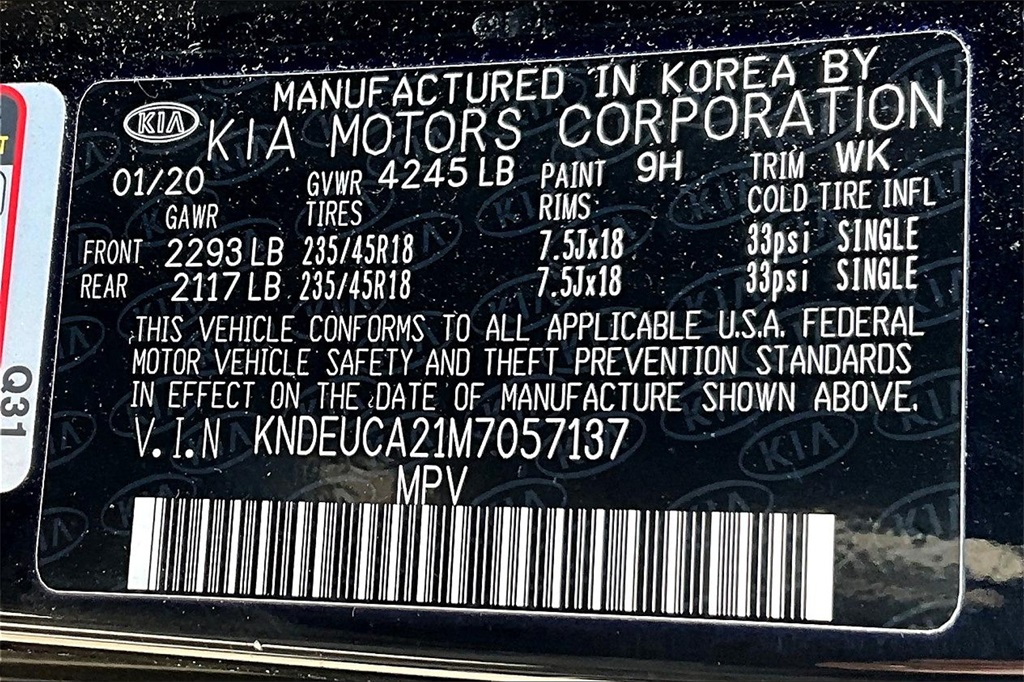 MANUFACTURED IN KOREA BY
KIA KIA MOTORS CORPORATION
01/20 GVWR 4245 LB PAINT 9H TRIM WK
GAWR TIRES RIMS COLD TIRE INFL
FRONT 2293 LB 235/45R18 7.5Jx18 33psi SINGLE
REAR 2117 LB 235/45R18 7.5Jx18 33psi SINGLE
THIS VEHICLE CONFORMS TO ALL APPLICABLE U.S.A. FEDERAL
MOTOR VEHICLE SAFETY AND THEFT PREVENTION STANDARDS
IN EFFECT ON THE DATE OF MANUFACTURE SHOWN ABOVE.
V.I.N KNDEUCA21M7057137
MPV
Q31